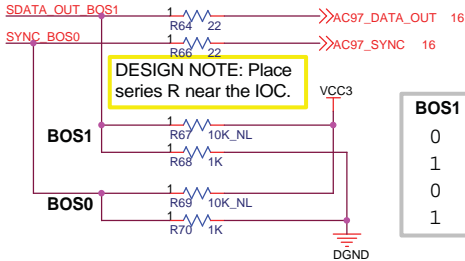 SDATA_OUT_BOS1
1
R64 22
AC97_DATA_OUT 16
SYNC_BOS0
1
R66 22
AC97_SYNC 16
DESIGN NOTE: Place
series R near the IOC.
VCC3
BOS1
0
1
0
1
BOS1
1
R67 10K_NL
1
R68 1K
BOS0
1
R69 10K_NL
1
R70 1K
DGND